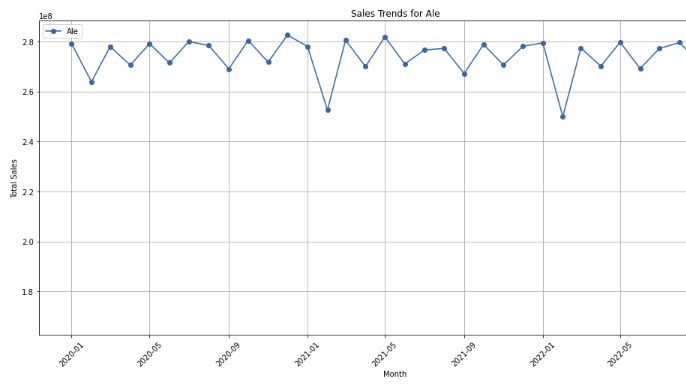 Sales Trends for Ale
1e8
Ale
2.8
2.6
2.4
2.2
2.0
1.8
Total Sales
2020-01
2020-05
2020-09
2021-01
2021-05
2021-09
2022-01
2022-05
Month